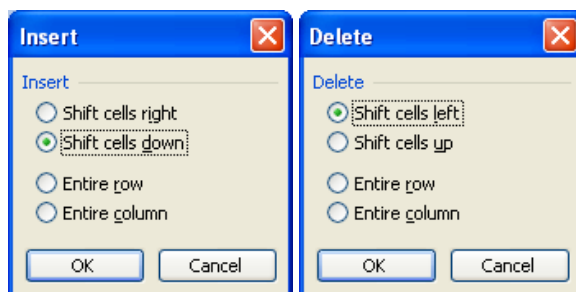 Insert
Insert
Shift cells right
Shift cells down
Entire row
Entire column
OK Cancel
Delete
Delete
Shift cells left
Shift cells up
Entire row
Entire column
OK Cancel